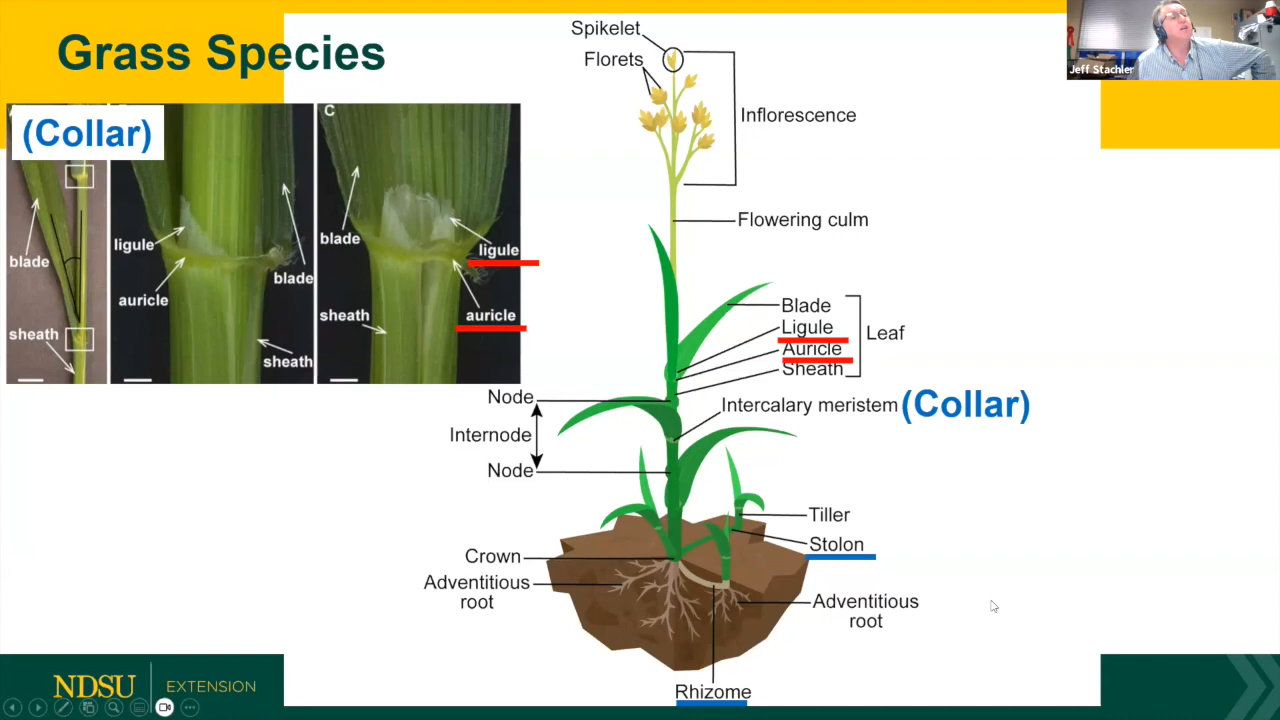 Grass Species
(Collar)
C
blade
sheath
ligule
auricle
blade
sheath
blade
sheath
ligule
auricle
Spikelet
Florets
Inflorescence
Flowering culm
Blade
Ligule
Auricle
Sheath
Leaf
Node
Internode
Node
Intercalary meristem
(Collar)
Tiller
Stolon
Crown
Adventitious
root
Adventitious
root
Rhizome
Jeff Stachler
NDSU
EXTENSION